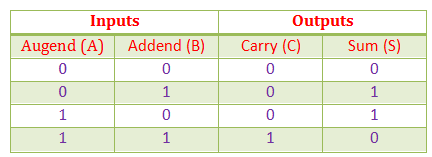 Inputs Outputs
Augend (A) Addend (B) Carry (C) Sum (S)
0 0 0 0
0 1 0 1
1 0 0 1
1 1 1 0